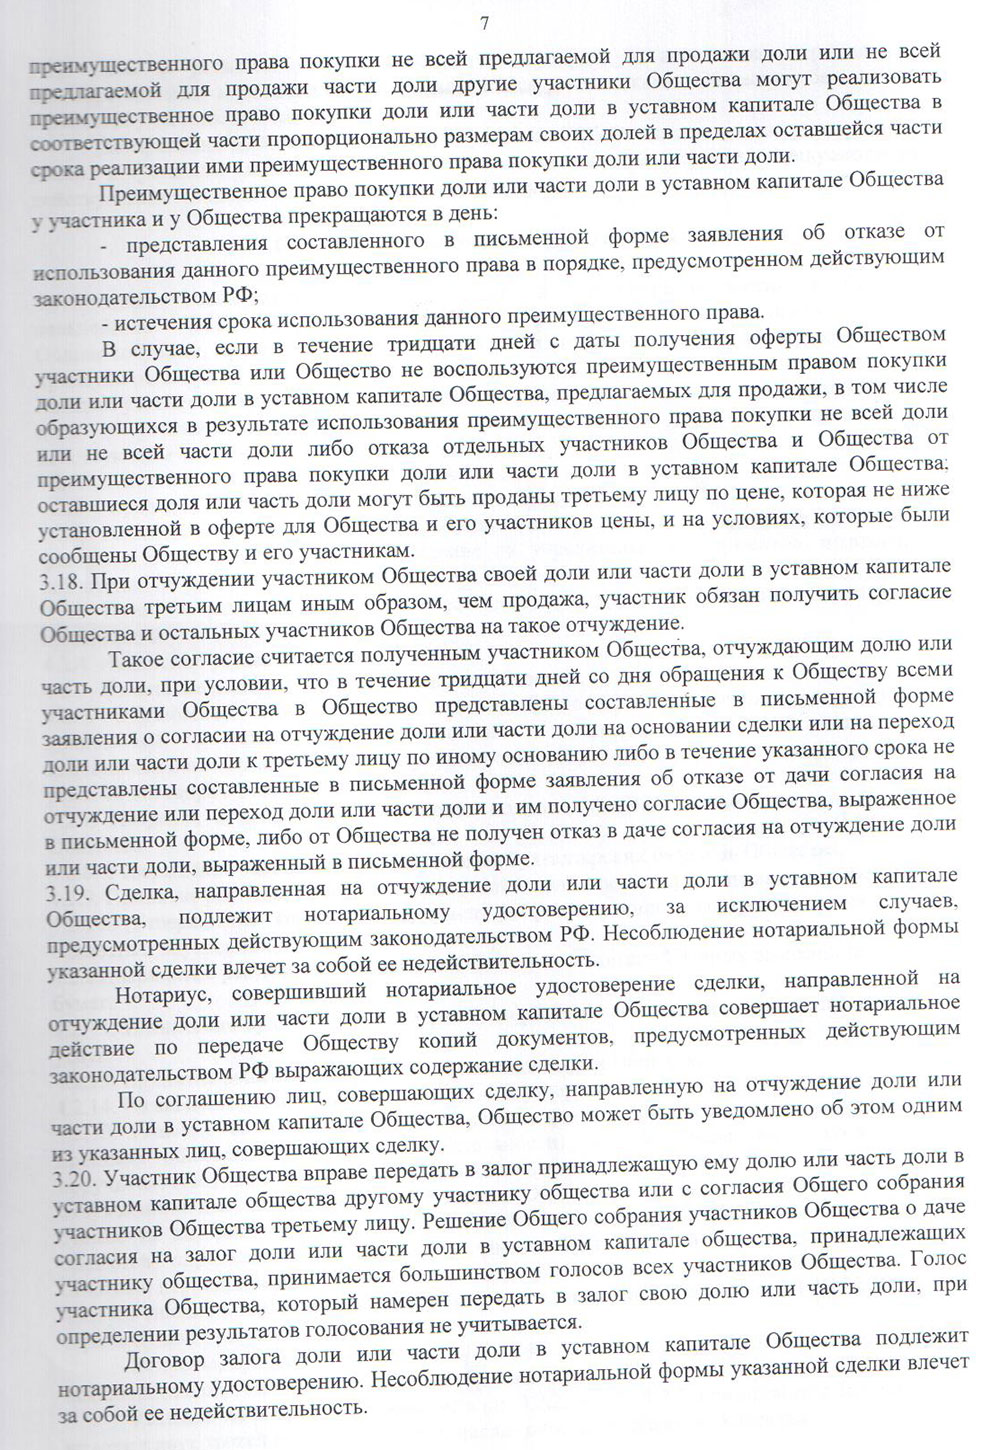 7
преимущественного права покупки не всей предлагаемой для продажи доли или не всей
предлагаемой для продажи части доли другие участники Общества могут реализовать
преимущественное право покупки доли или части доли в уставном капитале Общества в
соответствующей части пропорционально размерам своих долей в пределах оставшейся части
срока реализации ими преимущественного права покупки доли или части доли.
Преимущественное право покупки доли или части доли в уставном капитале Общества
у участника и у Общества прекращаются в день:
- представления составленного в письменной форме заявления об отказе от
использования данного преимущественного права в порядке, предусмотренном действующим
законодательством РФ;
- истечения срока использования данного преимущественного права.
В случае, если в течение тридцати дней с даты получения оферты Обществом
участники Общества или Общество не воспользуются преимущественным правом покупки
доли или части доли в уставном капитале Общества, предлагаемых для продажи, в том числе
образующихся в результате использования преимущественного права покупки не всей доли
или не всей части доли либо отказа отдельных участников Общества и Общества от
преимущественного права покупки доли или части доли в уставном капитале Общества;
оставшиеся доля или часть доли могут быть проданы третьему лицу по цене, которая не ниже
установленной в оферте для Общества и его участников цены, и на условиях, которые были
сообщены Обществу и его участникам.
3.18. При отчуждении участником Общества своей доли или части доли в уставном капитале
Общества третьим лицам иным образом, чем продажа, участник обязан получить согласие
Общества и остальных участников Общества на такое отчуждение.
Такое согласие считается полученным участником Общества, отчуждающим долю или
часть доли, при условии, что в течение тридцати дней со дня обращения к Обществу всеми
участниками Общества в Общество представлены составленные в письменной форме
заявления о согласии на отчуждение доли или части доли на основании сделки или на переход
доли или части доли к третьему лицу по иному основанию либо в течение указанного срока не
представлены составленные в письменной форме заявления об отказе от дачи согласия на
отчуждение или переход доли или части доли и им получено согласие Общества, выраженное
в письменной форме, либо от Общества не получен отказ в даче согласия на отчуждение доли
или части доли, выраженный в письменной форме.
3.19. Сделка, направленная на отчуждение доли или части доли в уставном капитале
Общества, подлежит нотариальному удостоверению, за исключением случаев,
предусмотренных действующим законодательством РФ. Несоблюдение нотариальной формы
указанной сделки влечет за собой ее недействительность.
Нотариус, совершивший нотариальное удостоверение сделки, направленной на
отчуждение доли или части доли в уставном капитале Общества совершает нотариальное
действие по передаче Обществу копий документов, предусмотренных действующим
законодательством РФ выражающих содержание сделки.
По соглашению лиц, совершающих сделку, направленную на отчуждение доли или
части доли в уставном капитале Общества, Общество может быть уведомлено об этом одним
из указанных лиц, совершающих сделку.
3.20. Участник Общества вправе передать в залог принадлежащую ему долю или часть доли в
уставном капитале общества другому участнику общества или с согласия Общего собрания
участников Общества третьему лицу. Решение Общего собрания участников Общества о даче
согласия на залог доли или части доли в уставном капитале общества, принадлежащих
участнику общества, принимается большинством голосов всех участников Общества. Голос
участника Общества, который намерен передать в залог свою долю или часть доли, при
определении результатов голосования не учитывается.
Договор залога доли или части доли в уставном капитале Общества подлежит
нотариальному удостоверению. Несоблюдение нотариальной формы указанной сделки влечет
за собой ее недействительность.